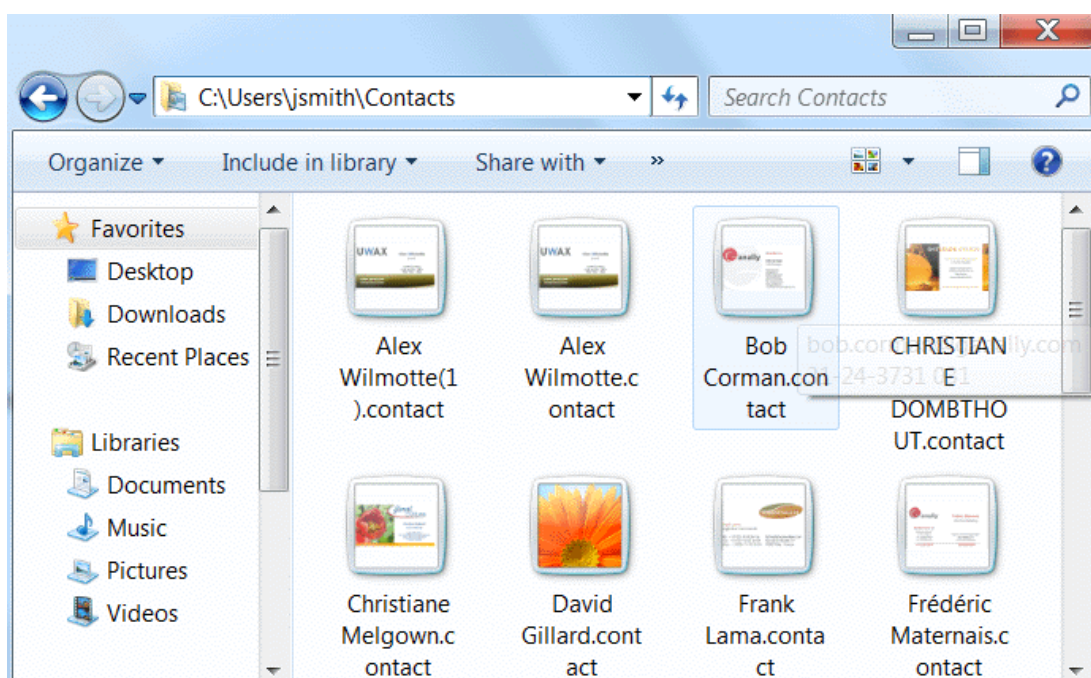 C:\Users\jsmith\Contacts
Search Contacts
Organize
Include in library
Share with
»
Favorites
Desktop
Downloads
Recent Places
Libraries
Documents
Music
Pictures
Videos
UWAX
UWAX
Alex
Wilmotte(1
).contact
Alex
Wilmotte.c
ontact
Bob
Corman.con
tact
CHRISTIAN
E
DOMBTHO
UT.contact
Christiane
Melgown.c
ontact
David
Gillard.cont
act
Frank
Lama.conta
ct
Frédéric
Maternais.c
ontact